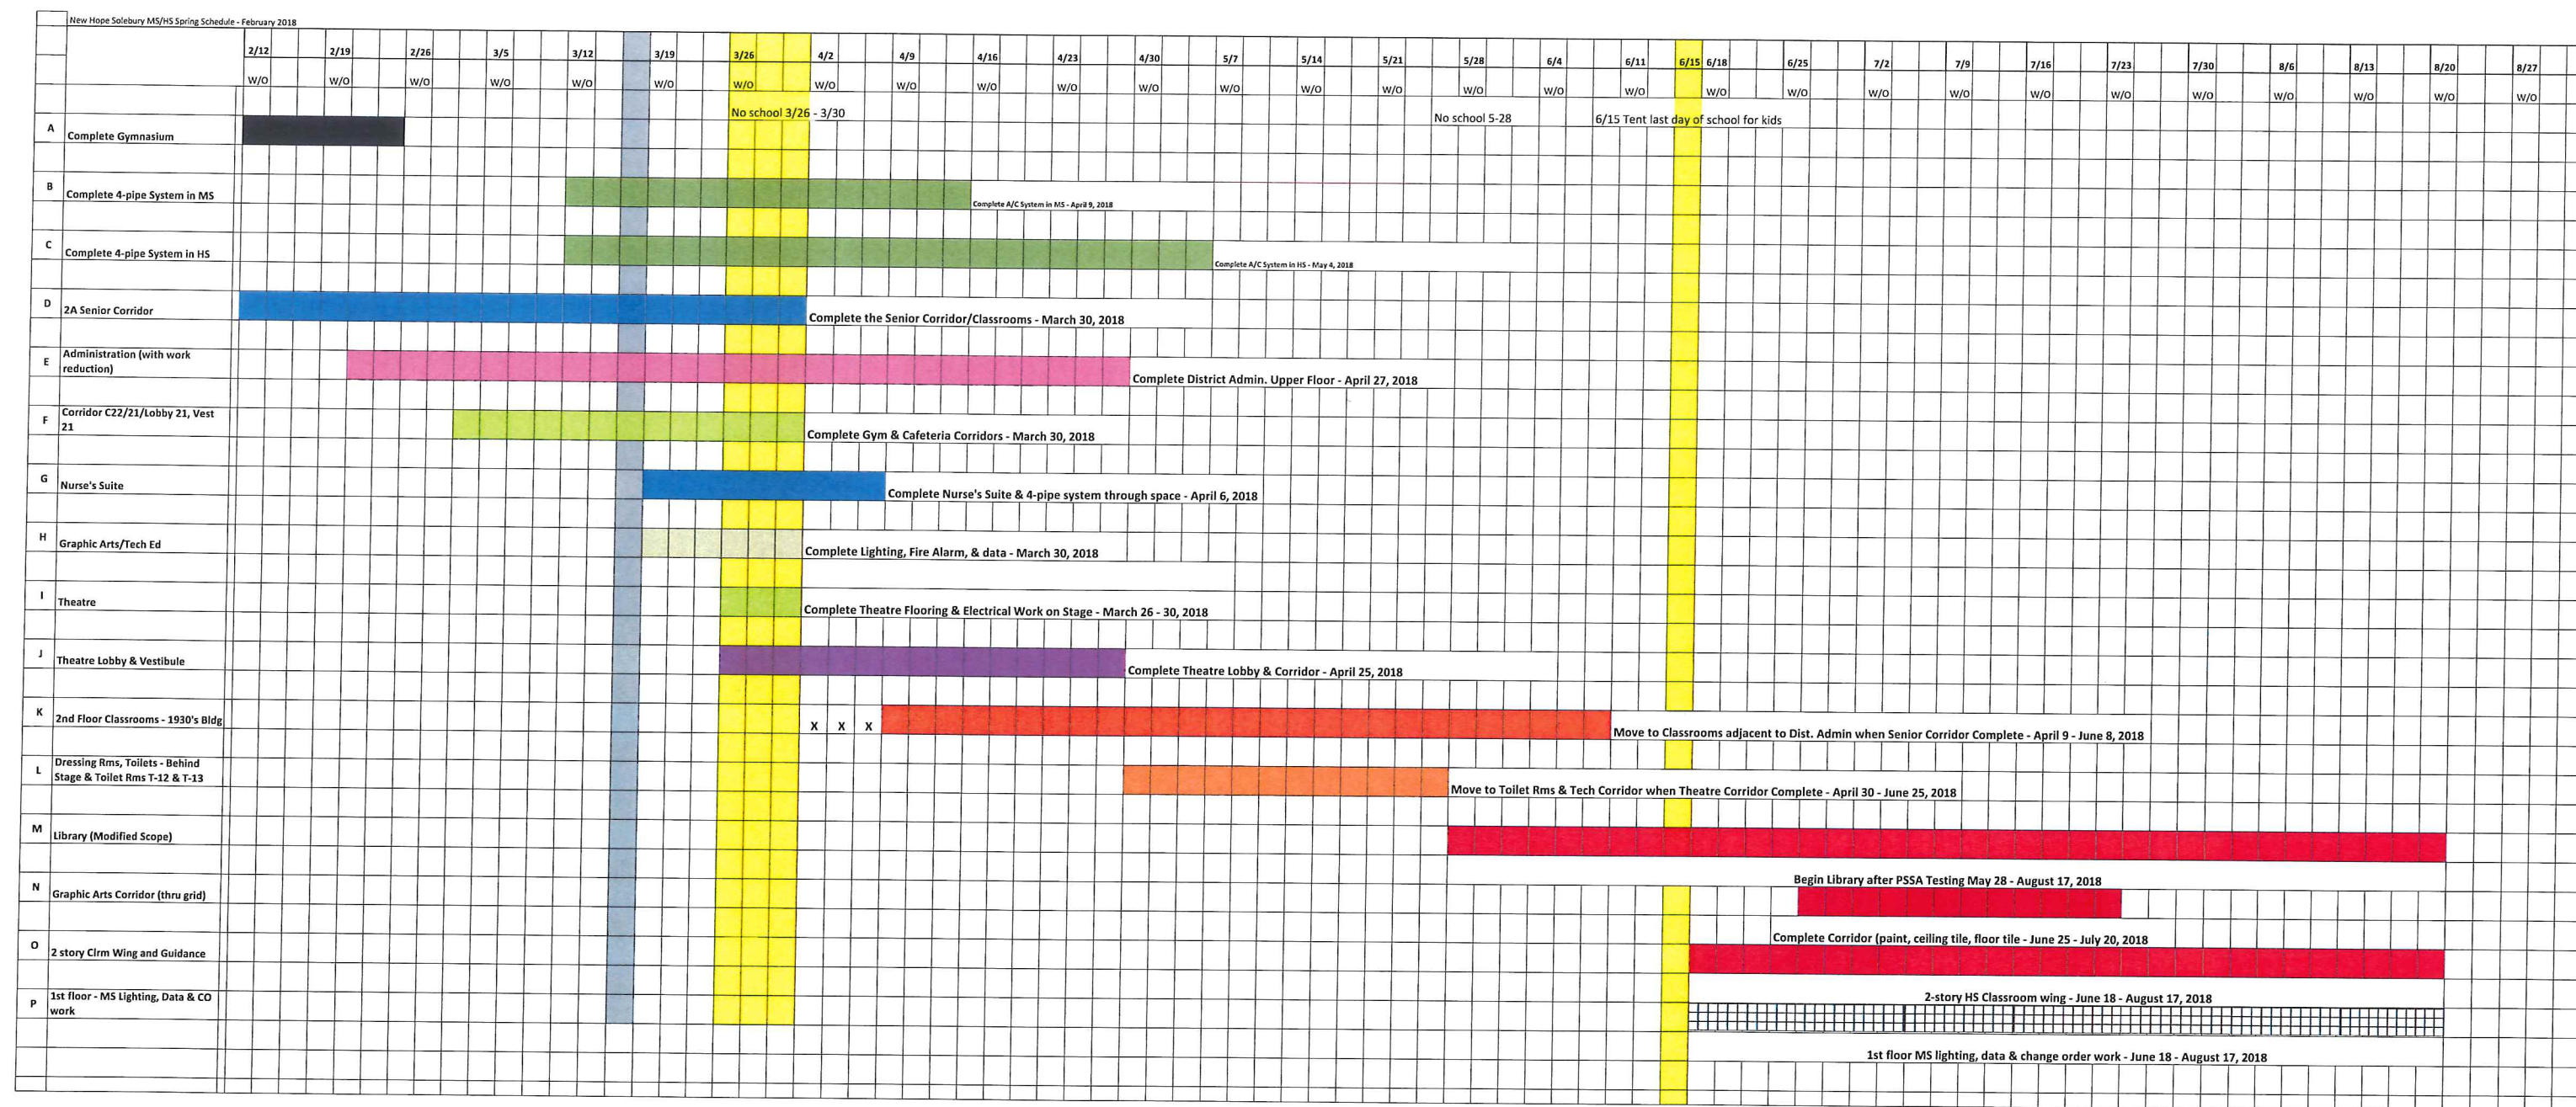 New Hope Solebury MS/HS Spring Schedule - February 2018
2/12 2/19 2/26 3/5 3/12 3/19 3/26 4/2 4/9 4/16 4/23 4/30 5/7 5/14 5/21 5/28 6/4 6/11 6/15 6/18 6/25 7/2 7/9 7/16 7/23 7/30 8/6 8/13 8/20 8/27
W/O W/O W/O W/O W/O W/O W/O W/O W/O W/O W/O W/O W/O W/O W/O W/O W/O W/O W/O W/O W/O W/O W/O W/O W/O W/O W/O W/O W/O
No school 3/26 - 3/30 No school 5-28 6/15 Tent last day of school for kids
A Complete Gymnasium
B Complete 4-pipe System in MS Complete A/C System in MS - April 9, 2018
C Complete 4-pipe System in HS Complete A/C System in HS - May 4, 2018
D 2A Senior Corridor Complete the Senior Corridor/Classrooms - March 30, 2018
E Administration (with work
reduction) Complete District Admin. Upper Floor - April 27, 2018
F Corridor C22/21/Lobby 21, Vest
21 Complete Gym & Cafeteria Corridors - March 30, 2018
G Nurse's Suite Complete Nurse's Suite & 4-pipe system through space - April 6, 2018
H Graphic Arts/Tech Ed Complete Lighting, Fire Alarm, & data - March 30, 2018
I Theatre Complete Theatre Flooring & Electrical Work on Stage - March 26 - 30, 2018
J Theatre Lobby & Vestibule Complete Theatre Lobby & Corridor - April 25, 2018
K 2nd Floor Classrooms - 1930's Bldg X X X Move to Classrooms adjacent to Dist. Admin when Senior Corridor Complete - April 9 - June 8, 2018
L Dressing Rms, Toilets - Behind
Stage & Toilet Rms T-12 & T-13 Move to Toilet Rms & Tech Corridor when Theatre Corridor Complete - April 30 - June 25, 2018
M Library (Modified Scope)
Begin Library after PSSA Testing May 28 - August 17, 2018
N Graphic Arts Corridor (thru grid)
Complete Corridor (paint, ceiling tile, floor tile - June 25 - July 20, 2018
O 2 story Clrm Wing and Guidance
2-story HS Classroom wing - June 18 - August 17, 2018
P 1st floor - MS Lighting, Data & CO
work
1st floor MS lighting, data & change order work - June 18 - August 17, 2018